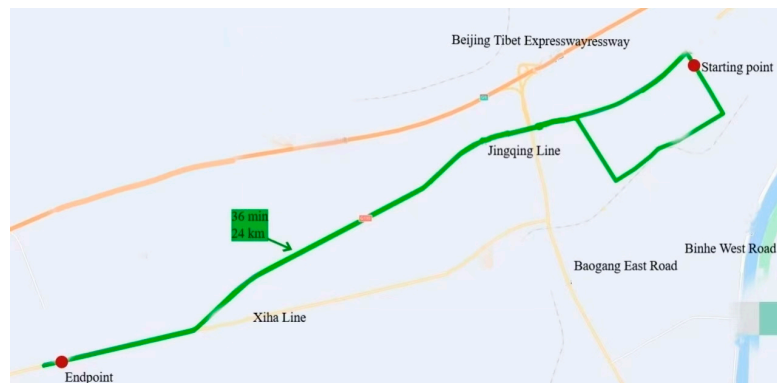 Beijing Tibet Expresswayressway
Starting point
Jingqing Line
36 min
24 km
Binhe West Road
Baogang East Road
Xiha Line
Endpoint